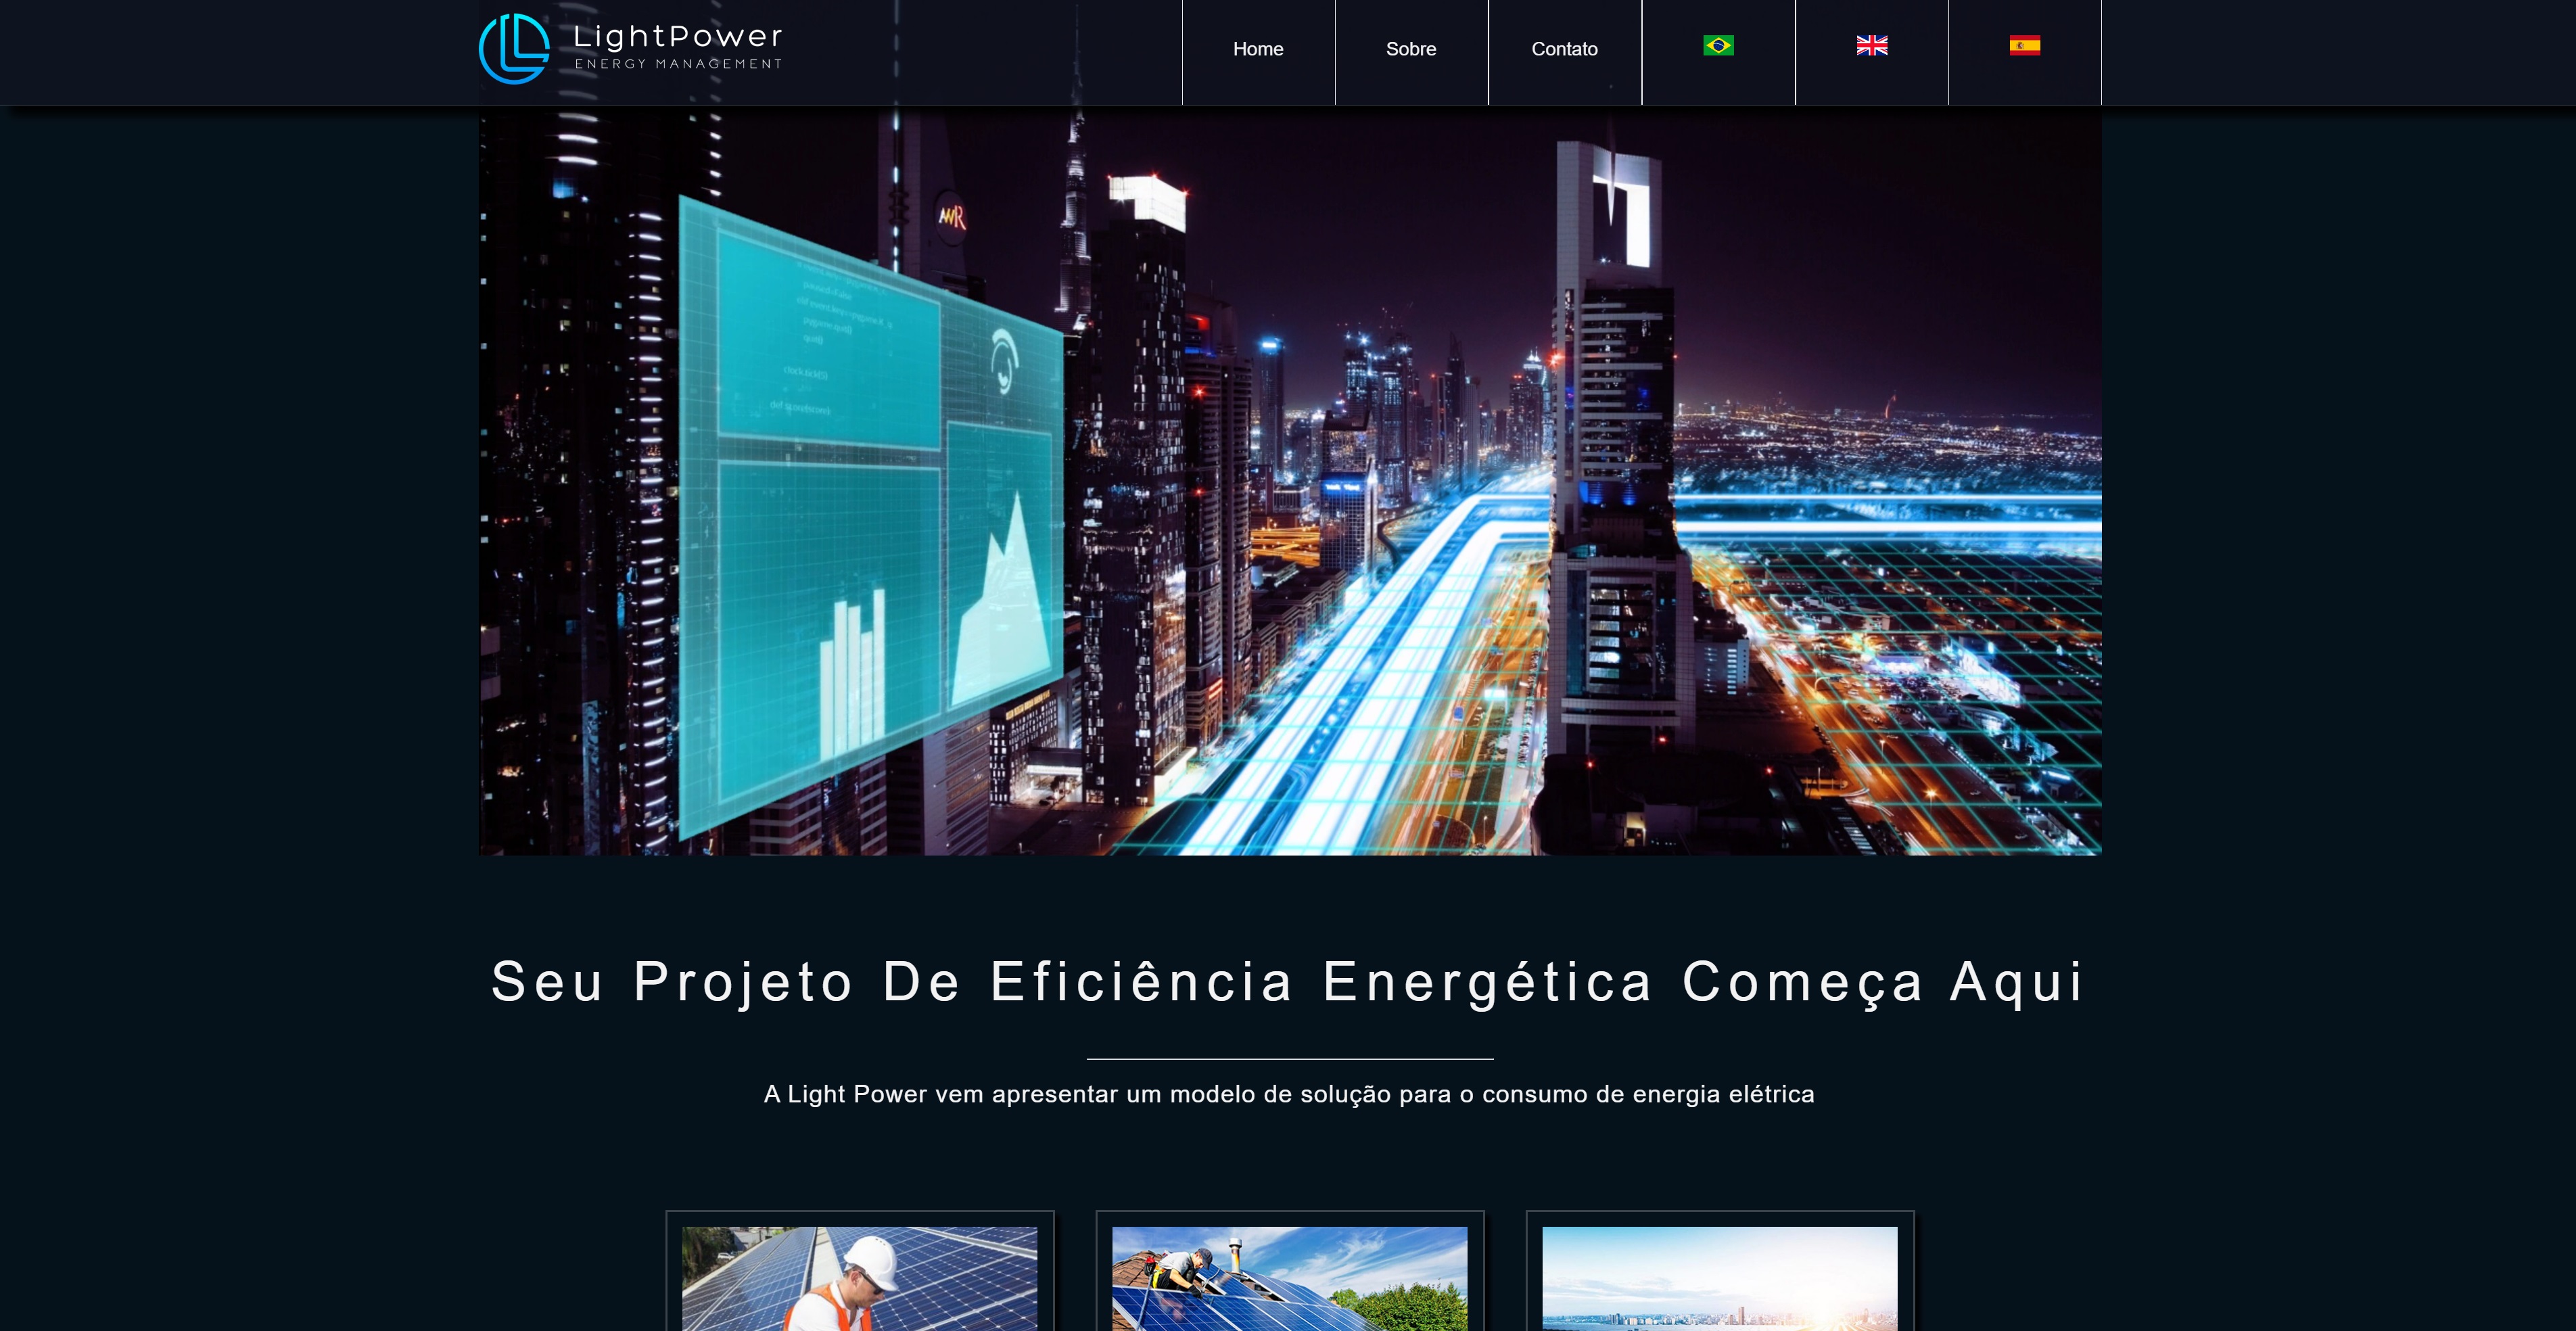 LightPower
ENERGY MANAGEMENT
Home
Sobre
Contato
Seu Projeto De Eficiência Energética Começa Aqui
A Light Power vem apresentar um modelo de solução para o consumo de energia elétrica